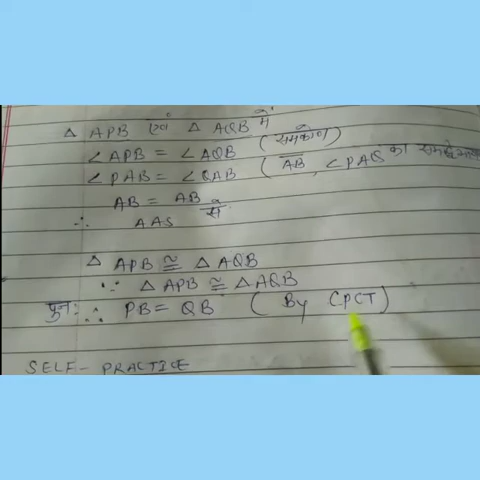 Δ APB एवं Δ AQB में
∠APB = ∠AQB (समकोण)
∠PAB = ∠QAB (AB, ∠PAQ का
AB = AB
∴ AAS से
Δ APB ≅ Δ AQB
∵ Δ APB ≅ Δ AQB
पुनः ∴ PB = QB (By CPCT)
SELF-PRACTICE